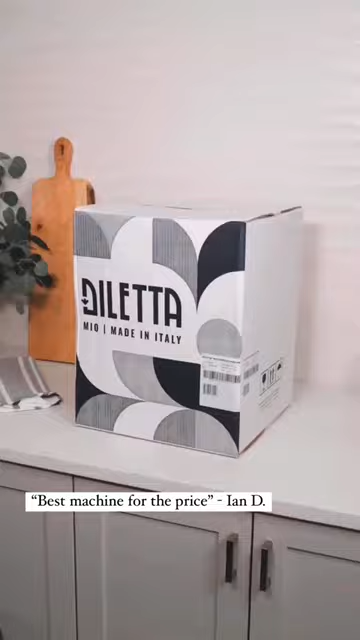 DILETTA
MIO | MADE IN ITALY
“Best machine for the price” - Ian D.